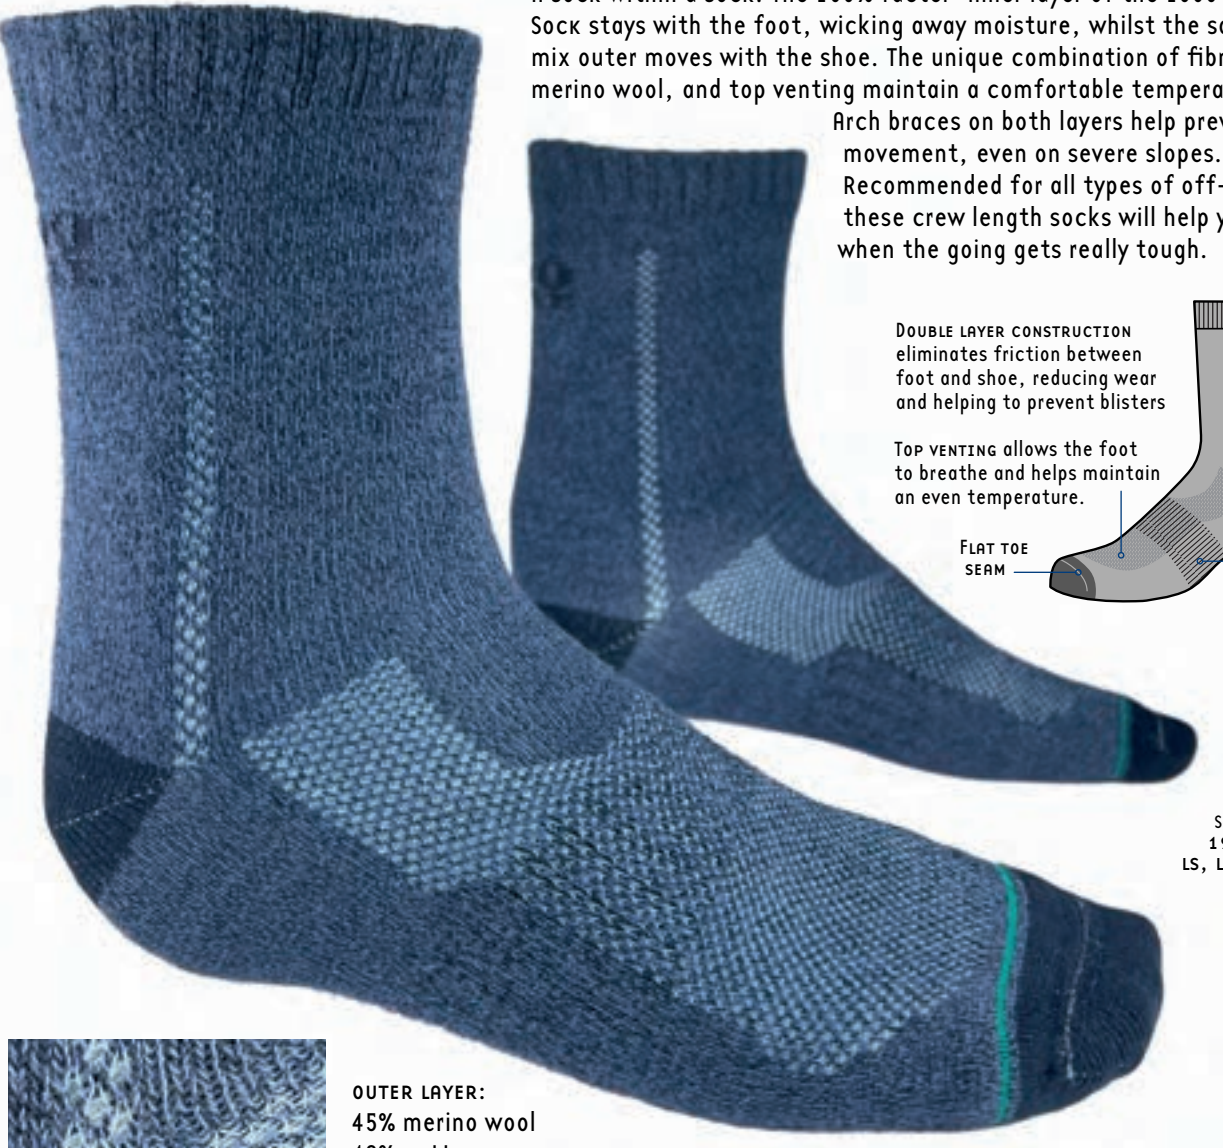 Sock stays with the foot, wicking away moisture, whilst the
mix outer moves with the shoe. The unique combination of
merino wool, and top venting maintain a comfortable
Arch braces on both layers help
movement, even on severe slopes.
Recommended for all types of
these crew length socks will help
when the going gets really tough.
DOUBLE LAYER CONSTRUCTION
eliminates friction between
foot and shoe, reducing wear
and helping to prevent blisters
TOP VENTING allows the foot
to breathe and helps maintain
an even temperature.
FLAT TOE
SEAM
LS,
OUTER LAYER:
45% merino wool